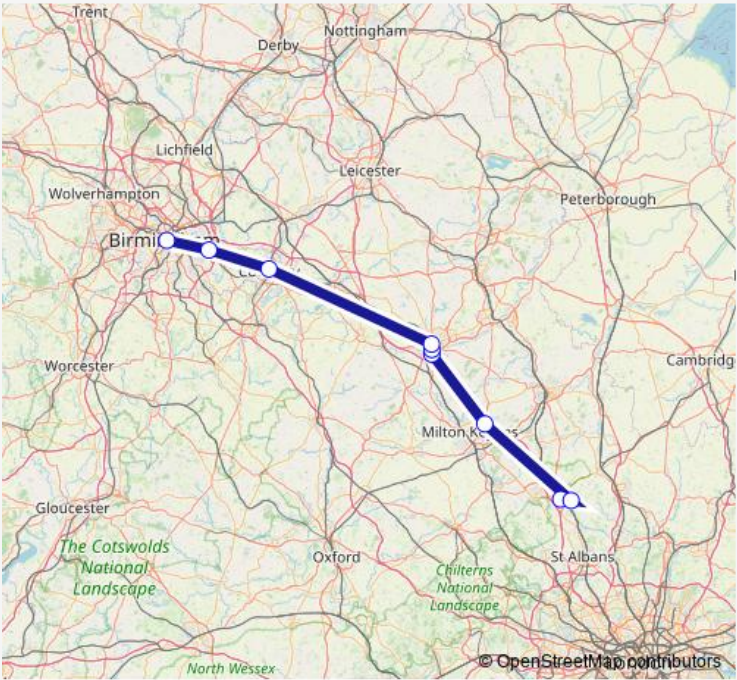 Trent
Nottingham
Derby
Lichfield
Leicester
Wolverhampton
Peterborough
Worcester
Cambridg
Milton
Gloucester
The Cotswolds
National
Landscape
Oxford
St Albans
Chilterns
National
Landscape
North Wessex
© OpenStreetMap contributors